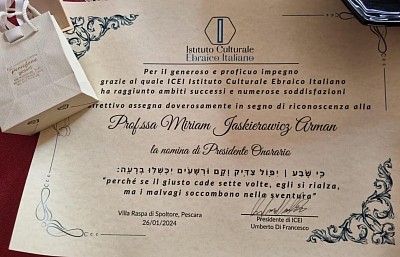 Istituto Culturale
Ebraico Italiano
Per il generoso e proficuo impegno
grazie al quale ICEI Istituto Culturale Ebraico Italiano
ha raggiunto ambiti successi e numerose soddisfazioni
direttivo assegna doverosamente in segno di riconoscenza alla
Prof.ssa Miriam Jaskierowicz Arman
la nomina di Presidente Onorario
כִּי שֶׁבַע | יִפּוֹל צַדִּיק וָקָם וּרְשָׁעִים יִכָּשְׁלוּ בְרָעָה:
"perché se il giusto cade sette volte, egli si rialza,
ma i malvagi soccombono nella sventura"
Villa Raspa di Spoltore, Pescara
26/01/2024
Presidente di ICEI
Umberto Di Francesco